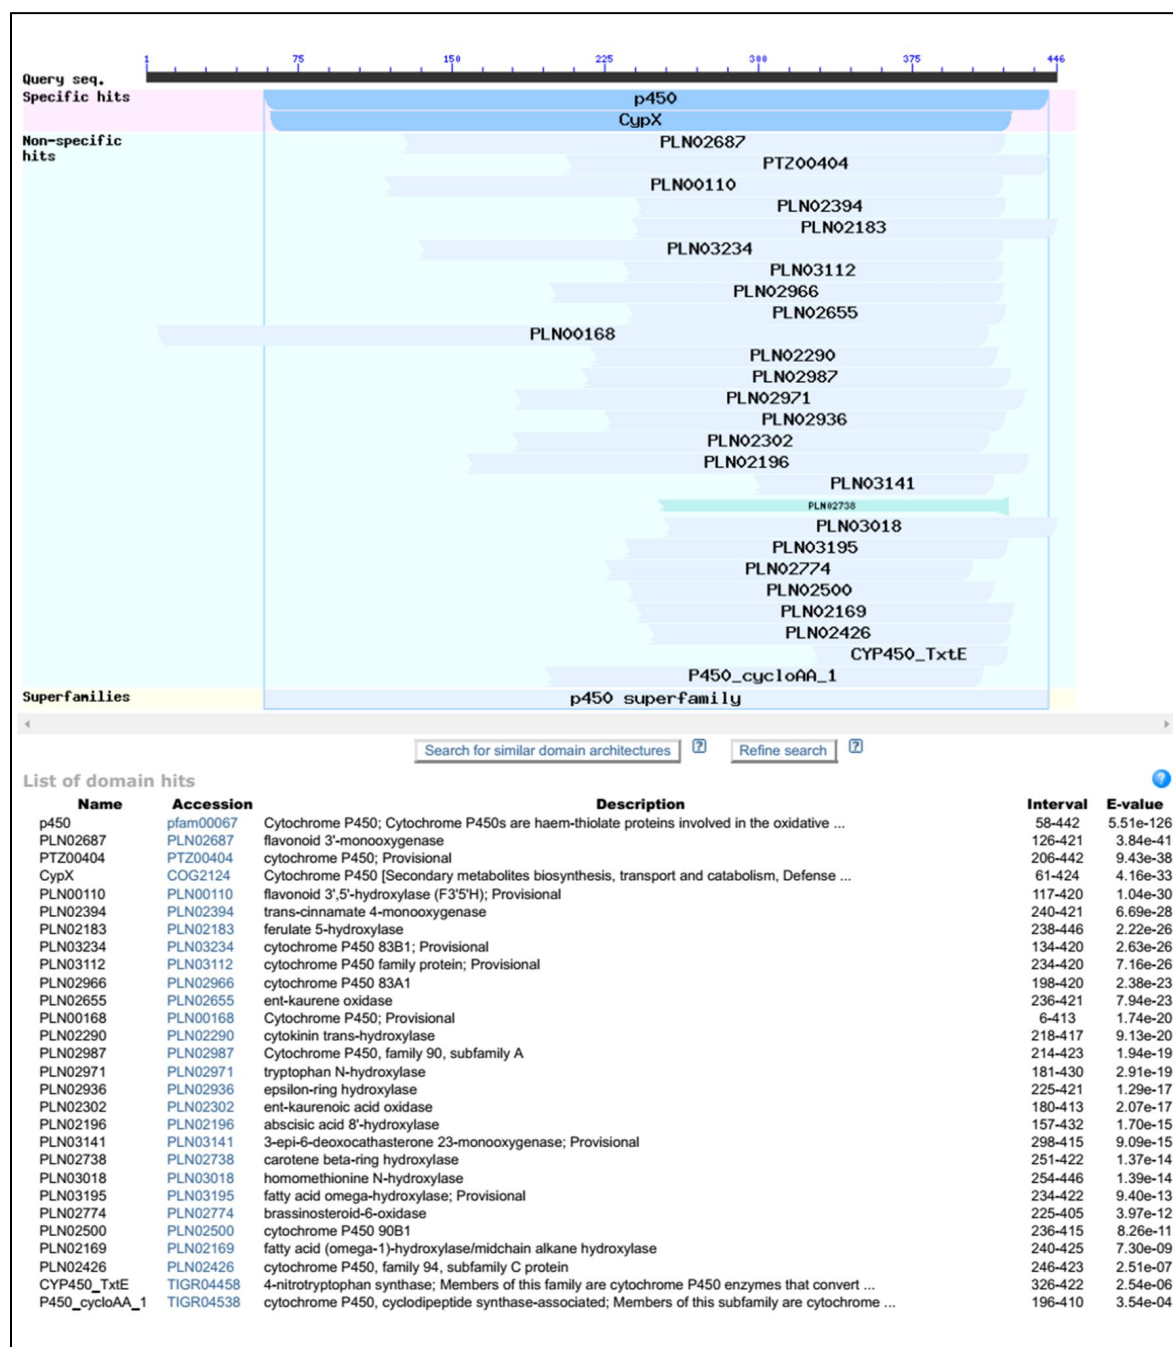 1 75 150 225 300 375 446
Query seq.
Specific hits
p450
CypX
Non-specific
hits
PLN02687
PTZ00404
PLN00110
PLN02394
PLN02183
PLN03234
PLN03112
PLN02966
PLN02655
PLN00168
PLN02290
PLN02987
PLN02971
PLN02936
PLN02302
PLN02196
PLN03141
PLN02738
PLN03018
PLN03195
PLN02774
PLN02500
PLN02169
PLN02426
CYP450_TxtE
P450_cycloAA_1
Superfamilies
p450 superfamily
Search for similar domain architectures ? Refine search ?
List of domain hits ?
Name Accession Description Interval E-value
p450 pfam00067 Cytochrome P450; Cytochrome P450s are haem-thiolate proteins involved in the oxidative ... 58-442 5.51e-126
PLN02687 PLN02687 flavonoid 3'-monooxygenase 126-421 3.84e-41
PTZ00404 PTZ00404 cytochrome P450; Provisional 206-442 9.43e-38
CypX COG2124 Cytochrome P450 [Secondary metabolites biosynthesis, transport and catabolism, Defense ... 61-424 4.16e-33
PLN00110 PLN00110 flavonoid 3',5'-hydroxylase (F3'5'H); Provisional 117-420 1.04e-30
PLN02394 PLN02394 trans-cinnamate 4-monooxygenase 240-421 6.69e-28
PLN02183 PLN02183 ferulate 5-hydroxylase 238-446 2.22e-26
PLN03234 PLN03234 cytochrome P450 83B1; Provisional 134-420 2.63e-26
PLN03112 PLN03112 cytochrome P450 family protein; Provisional 234-420 7.16e-26
PLN02966 PLN02966 cytochrome P450 83A1 198-420 2.38e-23
PLN02655 PLN02655 ent-kaurene oxidase 236-421 7.94e-23
PLN00168 PLN00168 Cytochrome P450; Provisional 6-413 1.74e-20
PLN02290 PLN02290 cytokinin trans-hydroxylase 218-417 9.13e-20
PLN02987 PLN02987 Cytochrome P450, family 90, subfamily A 214-423 1.94e-19
PLN02971 PLN02971 tryptophan N-hydroxylase 181-430 2.91e-19
PLN02936 PLN02936 epsilon-ring hydroxylase 225-421 1.29e-17
PLN02302 PLN02302 ent-kaurenoic acid oxidase 180-413 2.07e-17
PLN02196 PLN02196 abscisic acid 8'-hydroxylase 157-432 1.70e-15
PLN03141 PLN03141 3-epi-6-deoxocathasterone 23-monooxygenase; Provisional 298-415 9.09e-15
PLN02738 PLN02738 carotene beta-ring hydroxylase 251-422 1.37e-14
PLN03018 PLN03018 homomethionine N-hydroxylase 254-446 1.39e-14
PLN03195 PLN03195 fatty acid omega-hydroxylase; Provisional 234-422 9.40e-13
PLN02774 PLN02774 brassinosteroid-6-oxidase 225-405 3.97e-12
PLN02500 PLN02500 cytochrome P450 90B1 236-415 8.26e-11
PLN02169 PLN02169 fatty acid (omega-1)-hydroxylase/midchain alkane hydroxylase 240-425 7.30e-09
PLN02426 PLN02426 cytochrome P450, family 94, subfamily C protein 246-423 2.51e-07
CYP450_TxtE TIGR04458 4-nitrotryptophan synthase; Members of this family are cytochrome P450 enzymes that convert ... 326-422 2.54e-06
P450_cycloAA_1 TIGR04538 cytochrome P450, cyclodipeptide synthase-associated; Members of this subfamily are cytochrome ... 196-410 3.54e-04